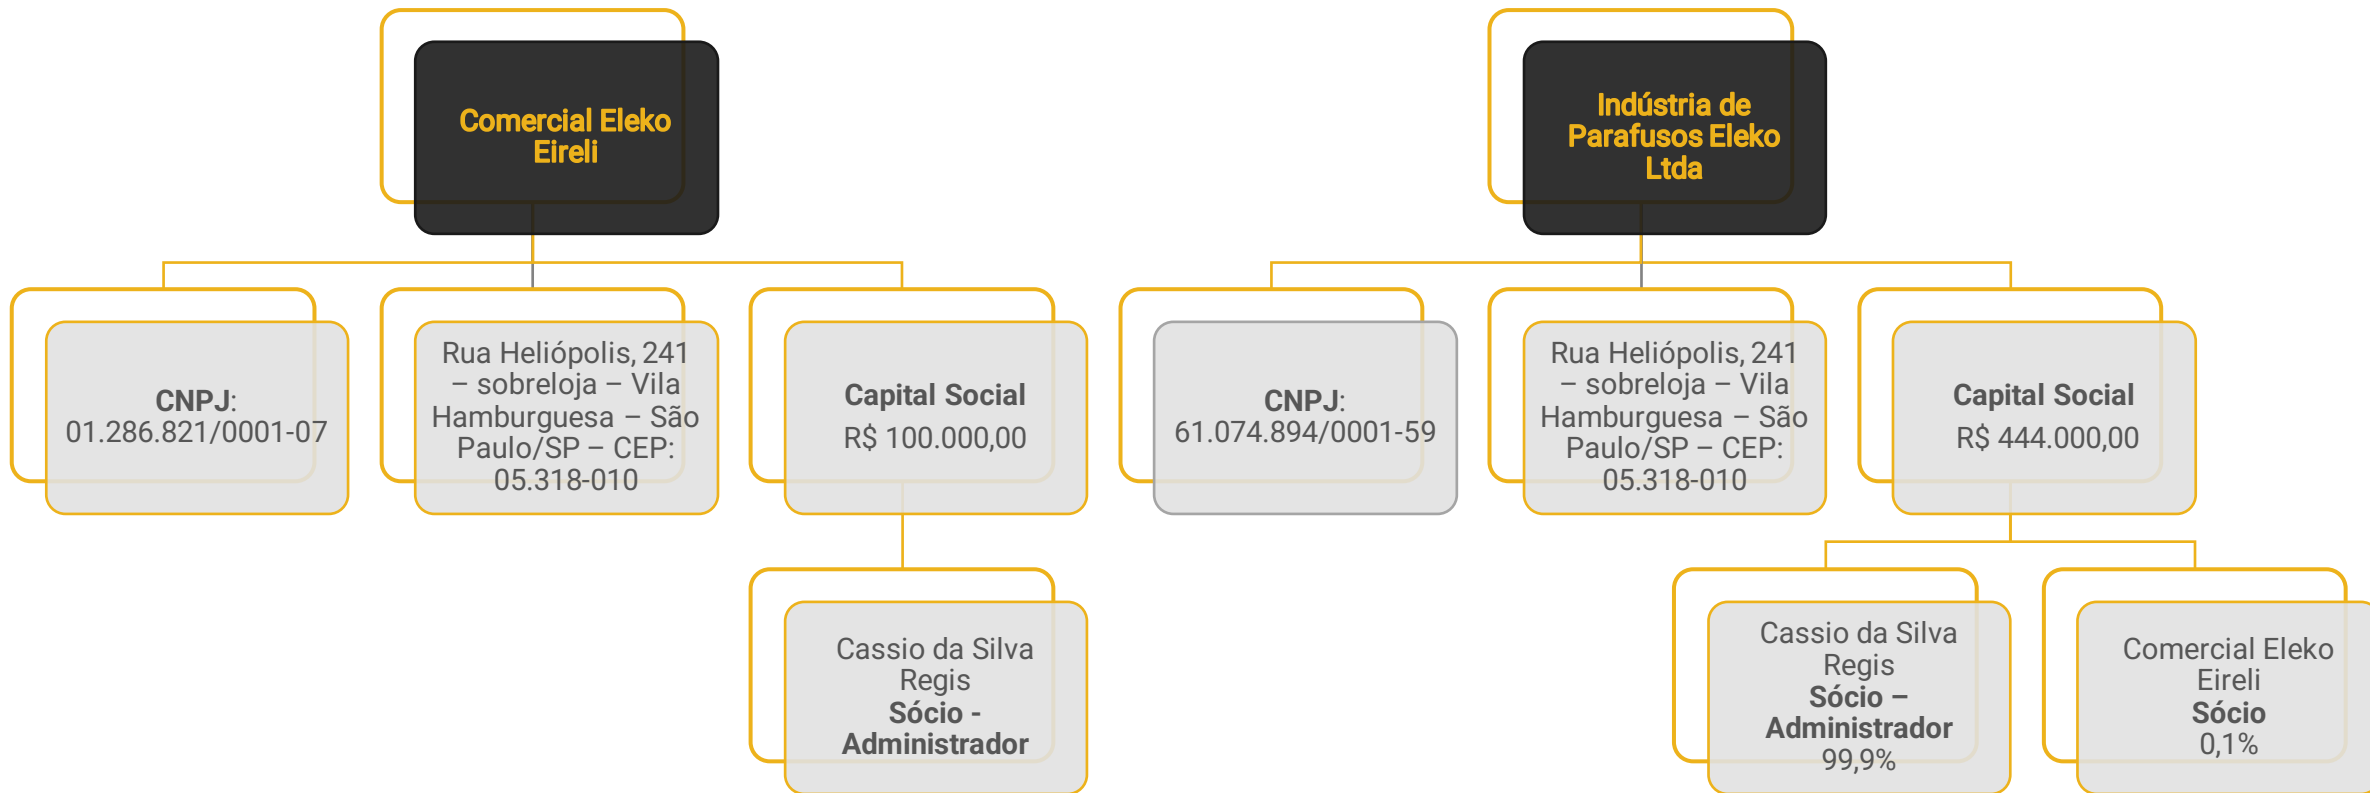 Comercial Eleko
Eireli
CNPJ:
01.286.821/0001-07
Rua Heliópolis, 241
– sobreloja – Vila
Hamburguesa – São
Paulo/SP – CEP:
05.318-010
Capital Social
R$ 100.000,00
Cassio da Silva
Regis
Sócio -
Administrador
Indústria de
Parafusos Eleko
Ltda
CNPJ:
61.074.894/0001-59
Rua Heliópolis, 241
– sobreloja – Vila
Hamburguesa – São
Paulo/SP – CEP:
05.318-010
Capital Social
R$ 444.000,00
Cassio da Silva
Regis
Sócio –
Administrador
99,9%
Comercial Eleko
Eireli
Sócio
0,1%